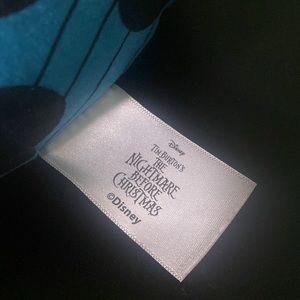 Disney
TIM BURTON'S
THE
NIGHTMARE
BEFORE
CHRISTMAS
©Disney